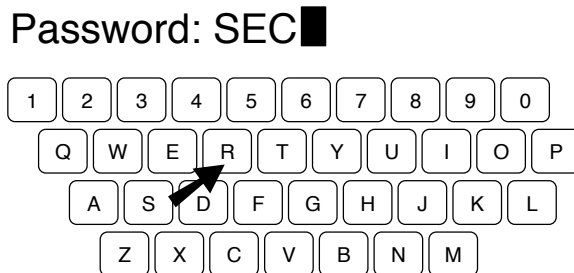 Password: SEC
1 2 3 4 5 6 7 8 9 0
Q W E R T Y U I O P
A S D F G H J K L
Z X C V B N M